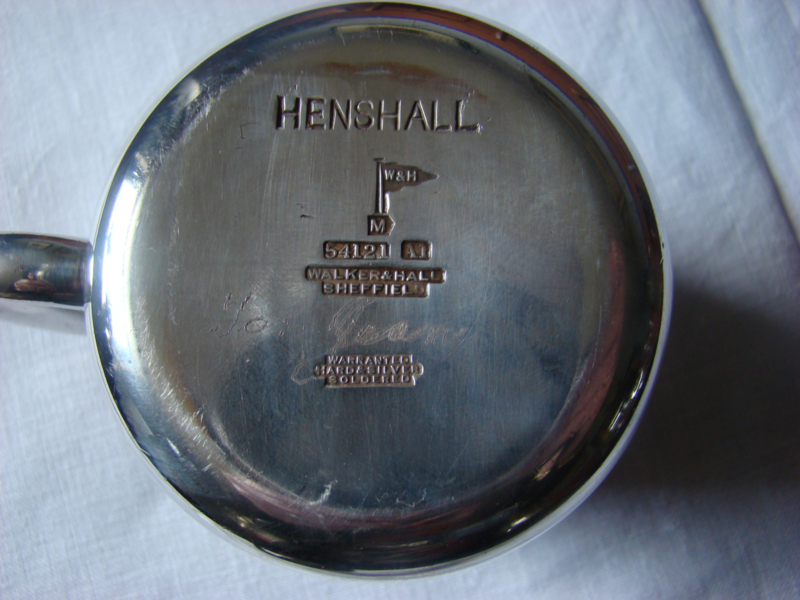 HENSHALL
W&H
M
54121 A1
WALKER&HALL
SHEFFIELD
WARRANTED
HARD&SILVER
SOLDERED